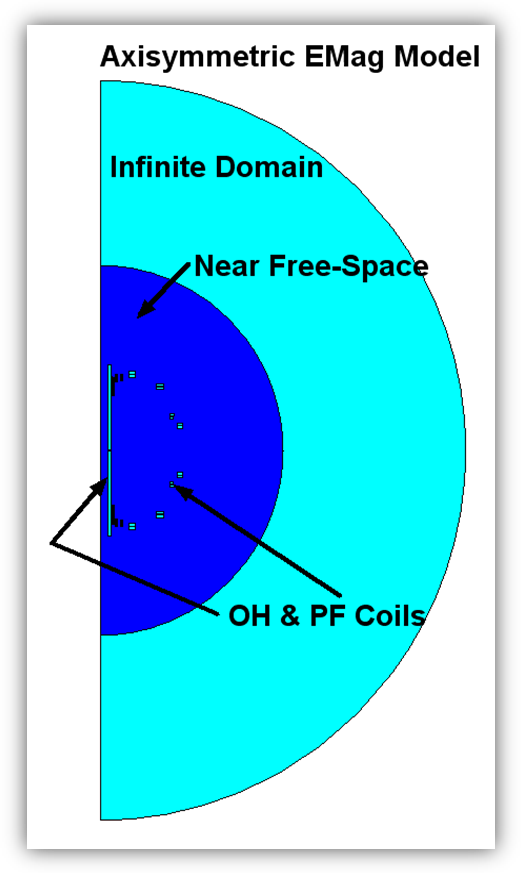 Axisymmetric EMag Model
Infinite Domain
Near Free-Space
OH & PF Coils